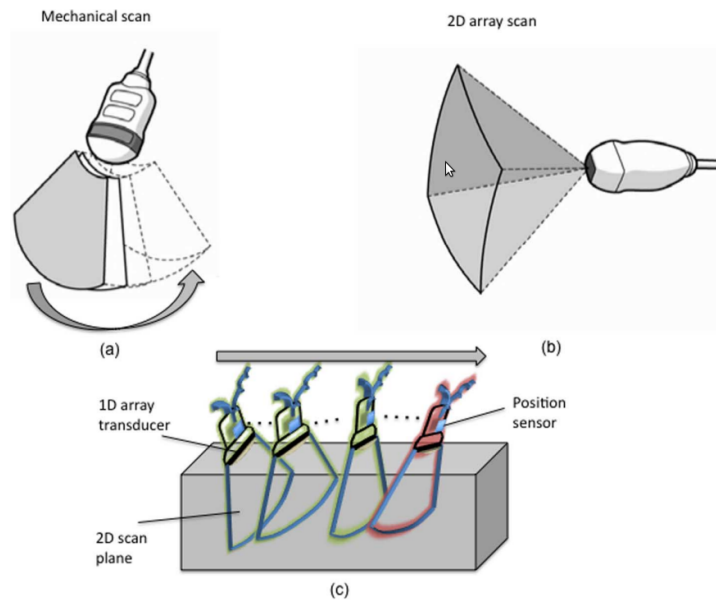 Mechanical scan
2D array scan
(a)
(b)
1D array
transducer
Position
sensor
2D scan
plane
(c)